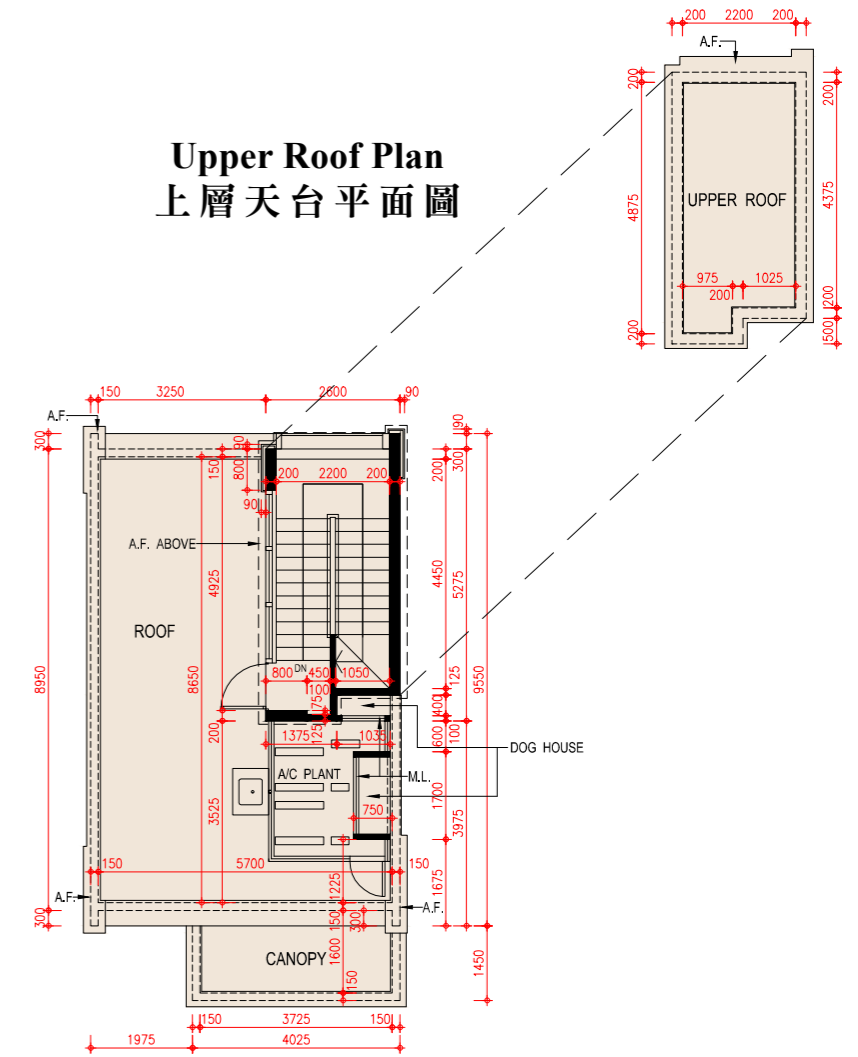 200 2200 200
A.F.
200
200
Upper Roof Plan
上層天台平面圖
UPPER ROOF
4875
4375
975 1025
200
200
200
500
150 3250 2600 90
A.F.
300
90
90
300
150
800
200
200 2200 200
90
A.F. ABOVE
4925
4450
5275
ROOF
8950
8650
9550
DN
800 450 1050
100
125
75
400
200
125
600
100
1375 1035
DOG HOUSE
A/C PLANT
M.L.
750
1700
3525
3975
150 5700 150
1675
1225
A.F.
A.F.
300
150
300
CANOPY
1600
1450
150
150 3725 150
1975 4025